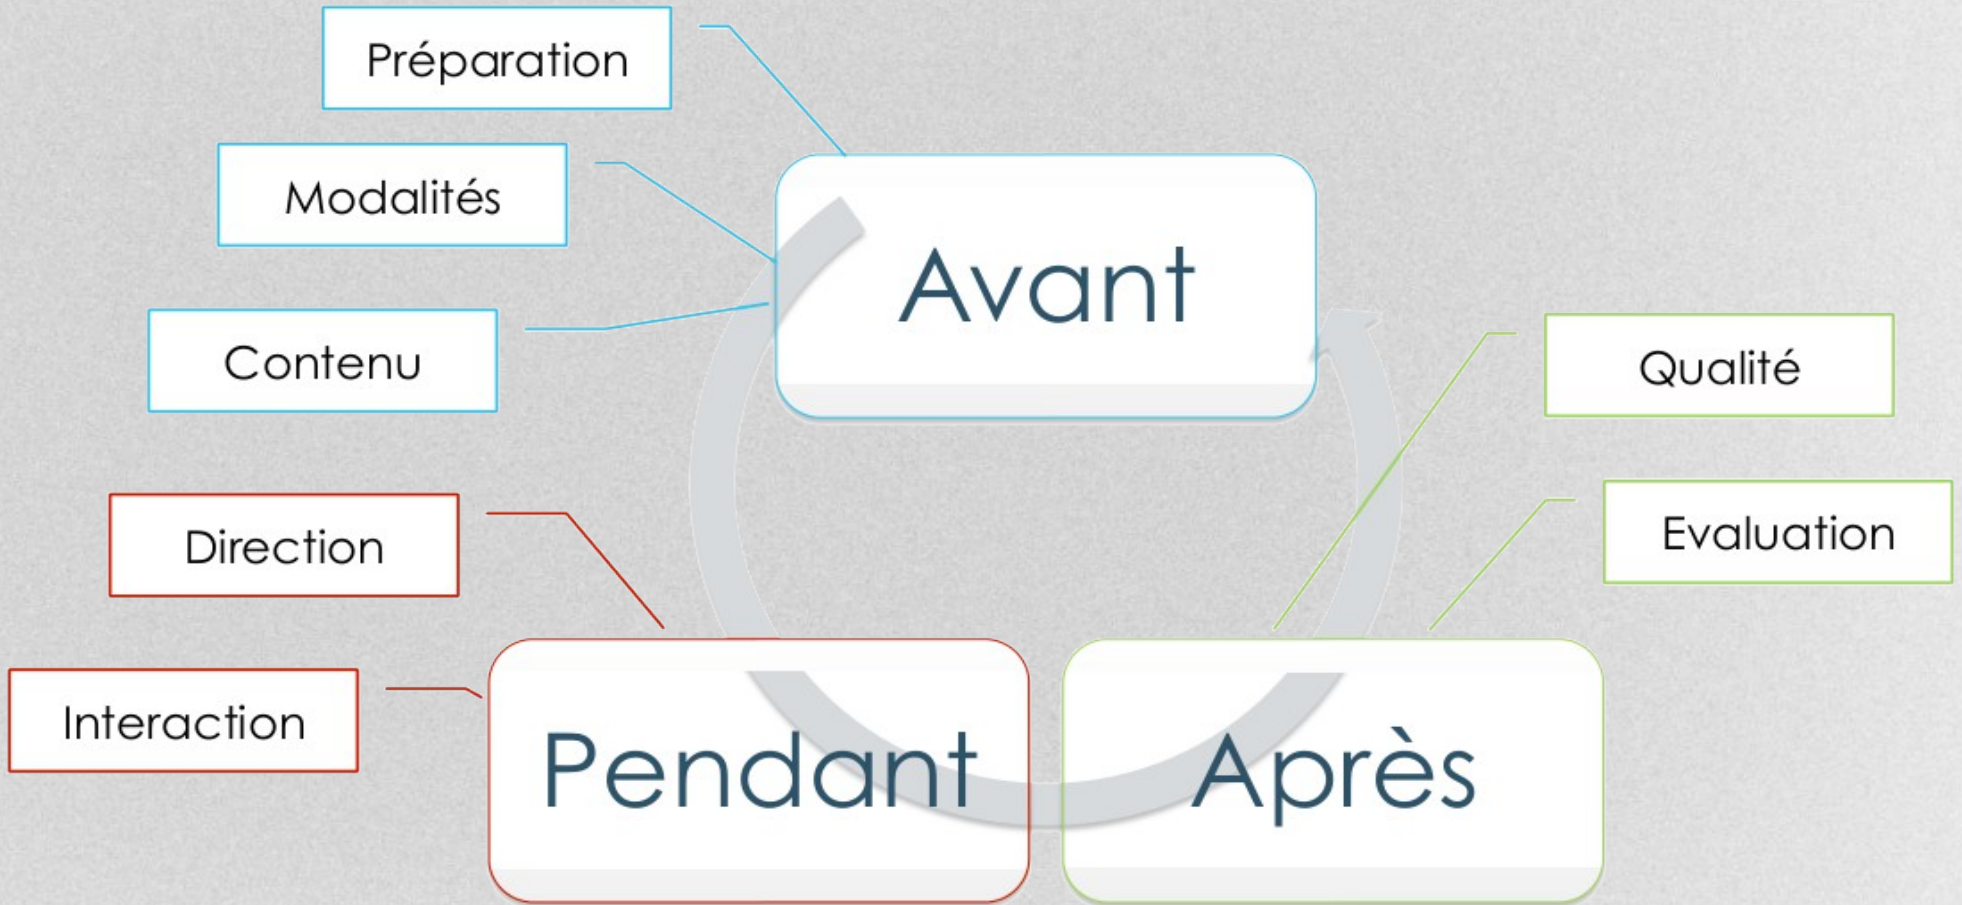 Préparation
Modalités
Contenu
Avant
Direction
Interaction
Pendant
Qualité
Evaluation
Après